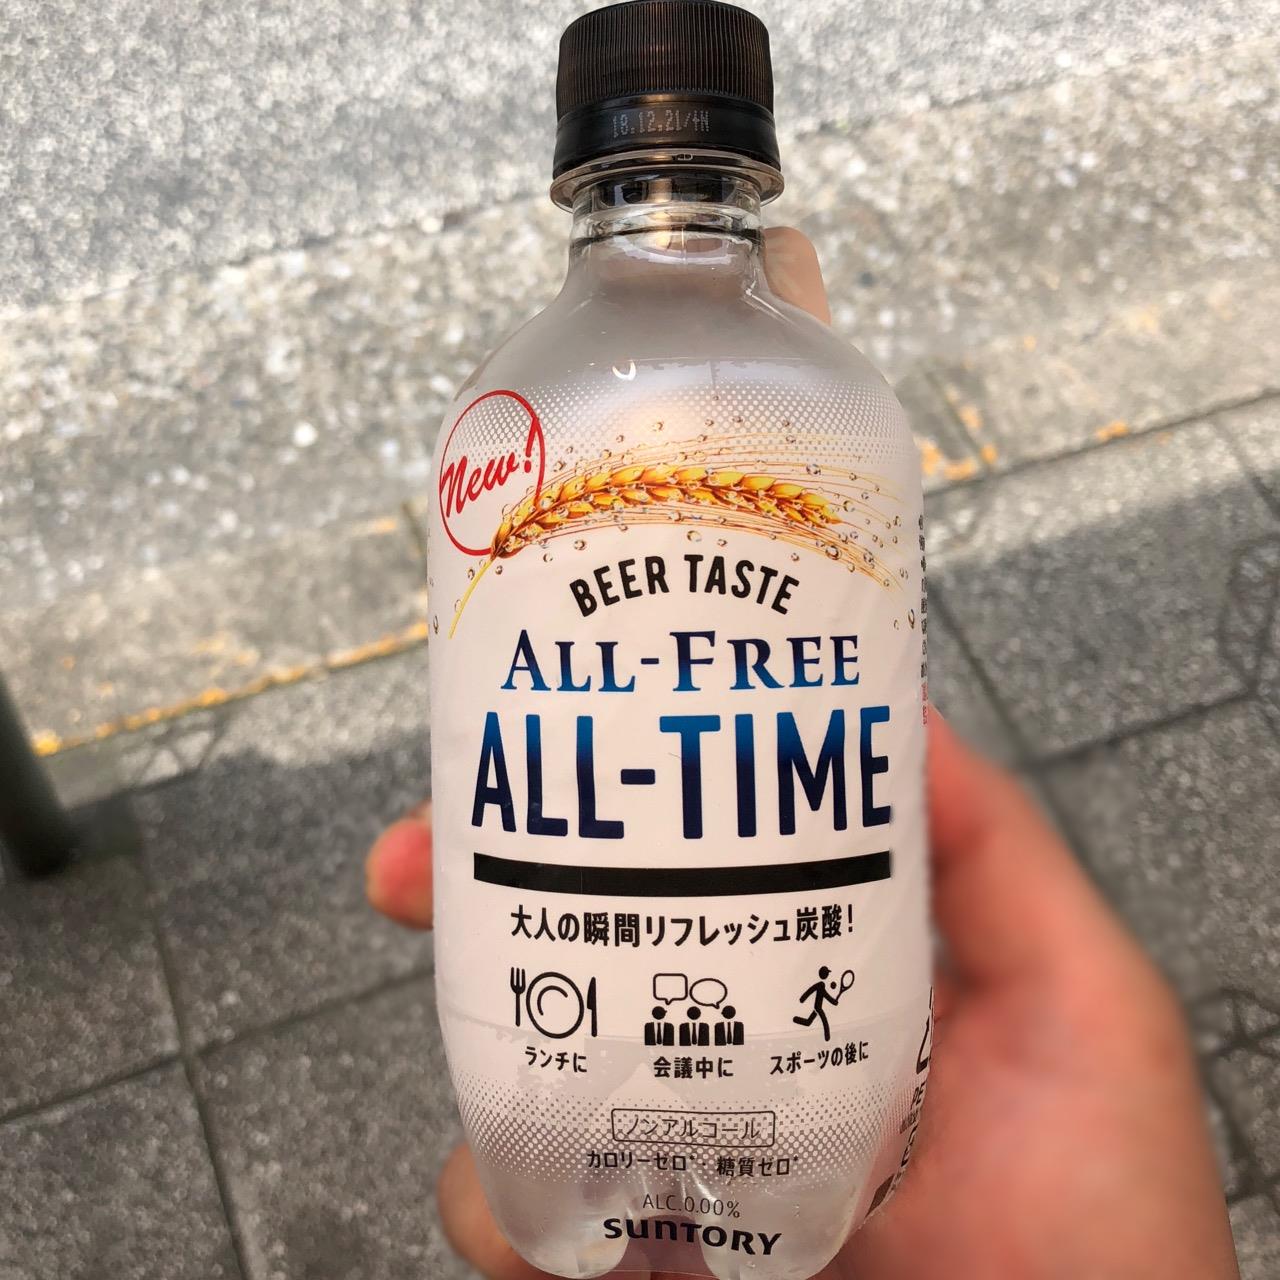 18.12.21/HN
New!
BEER TASTE
ALL-FREE
ALL-TIME
大人の瞬間リフレッシュ炭酸!
ランチに
会議中に
スポーツの後に
ノンアルコール
カロリーゼロ*・糖質ゼロ*
ALC.0.00%
SUNTORY